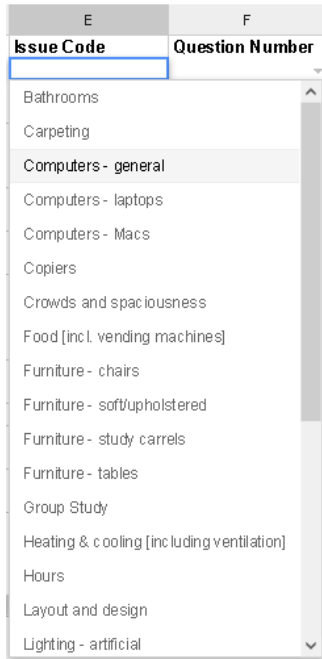 E F
Issue Code Question Number
Bathrooms
Carpeting
Computers - general
Computers - laptops
Computers - Macs
Copiers
Crowds and spaciousness
Food [incl. vending machines]
Furniture - chairs
Furniture - soft/upholstered
Furniture - study carrels
Furniture - tables
Group Study
Heating & cooling [including ventilation]
Hours
Layout and design
Lighting - artificial